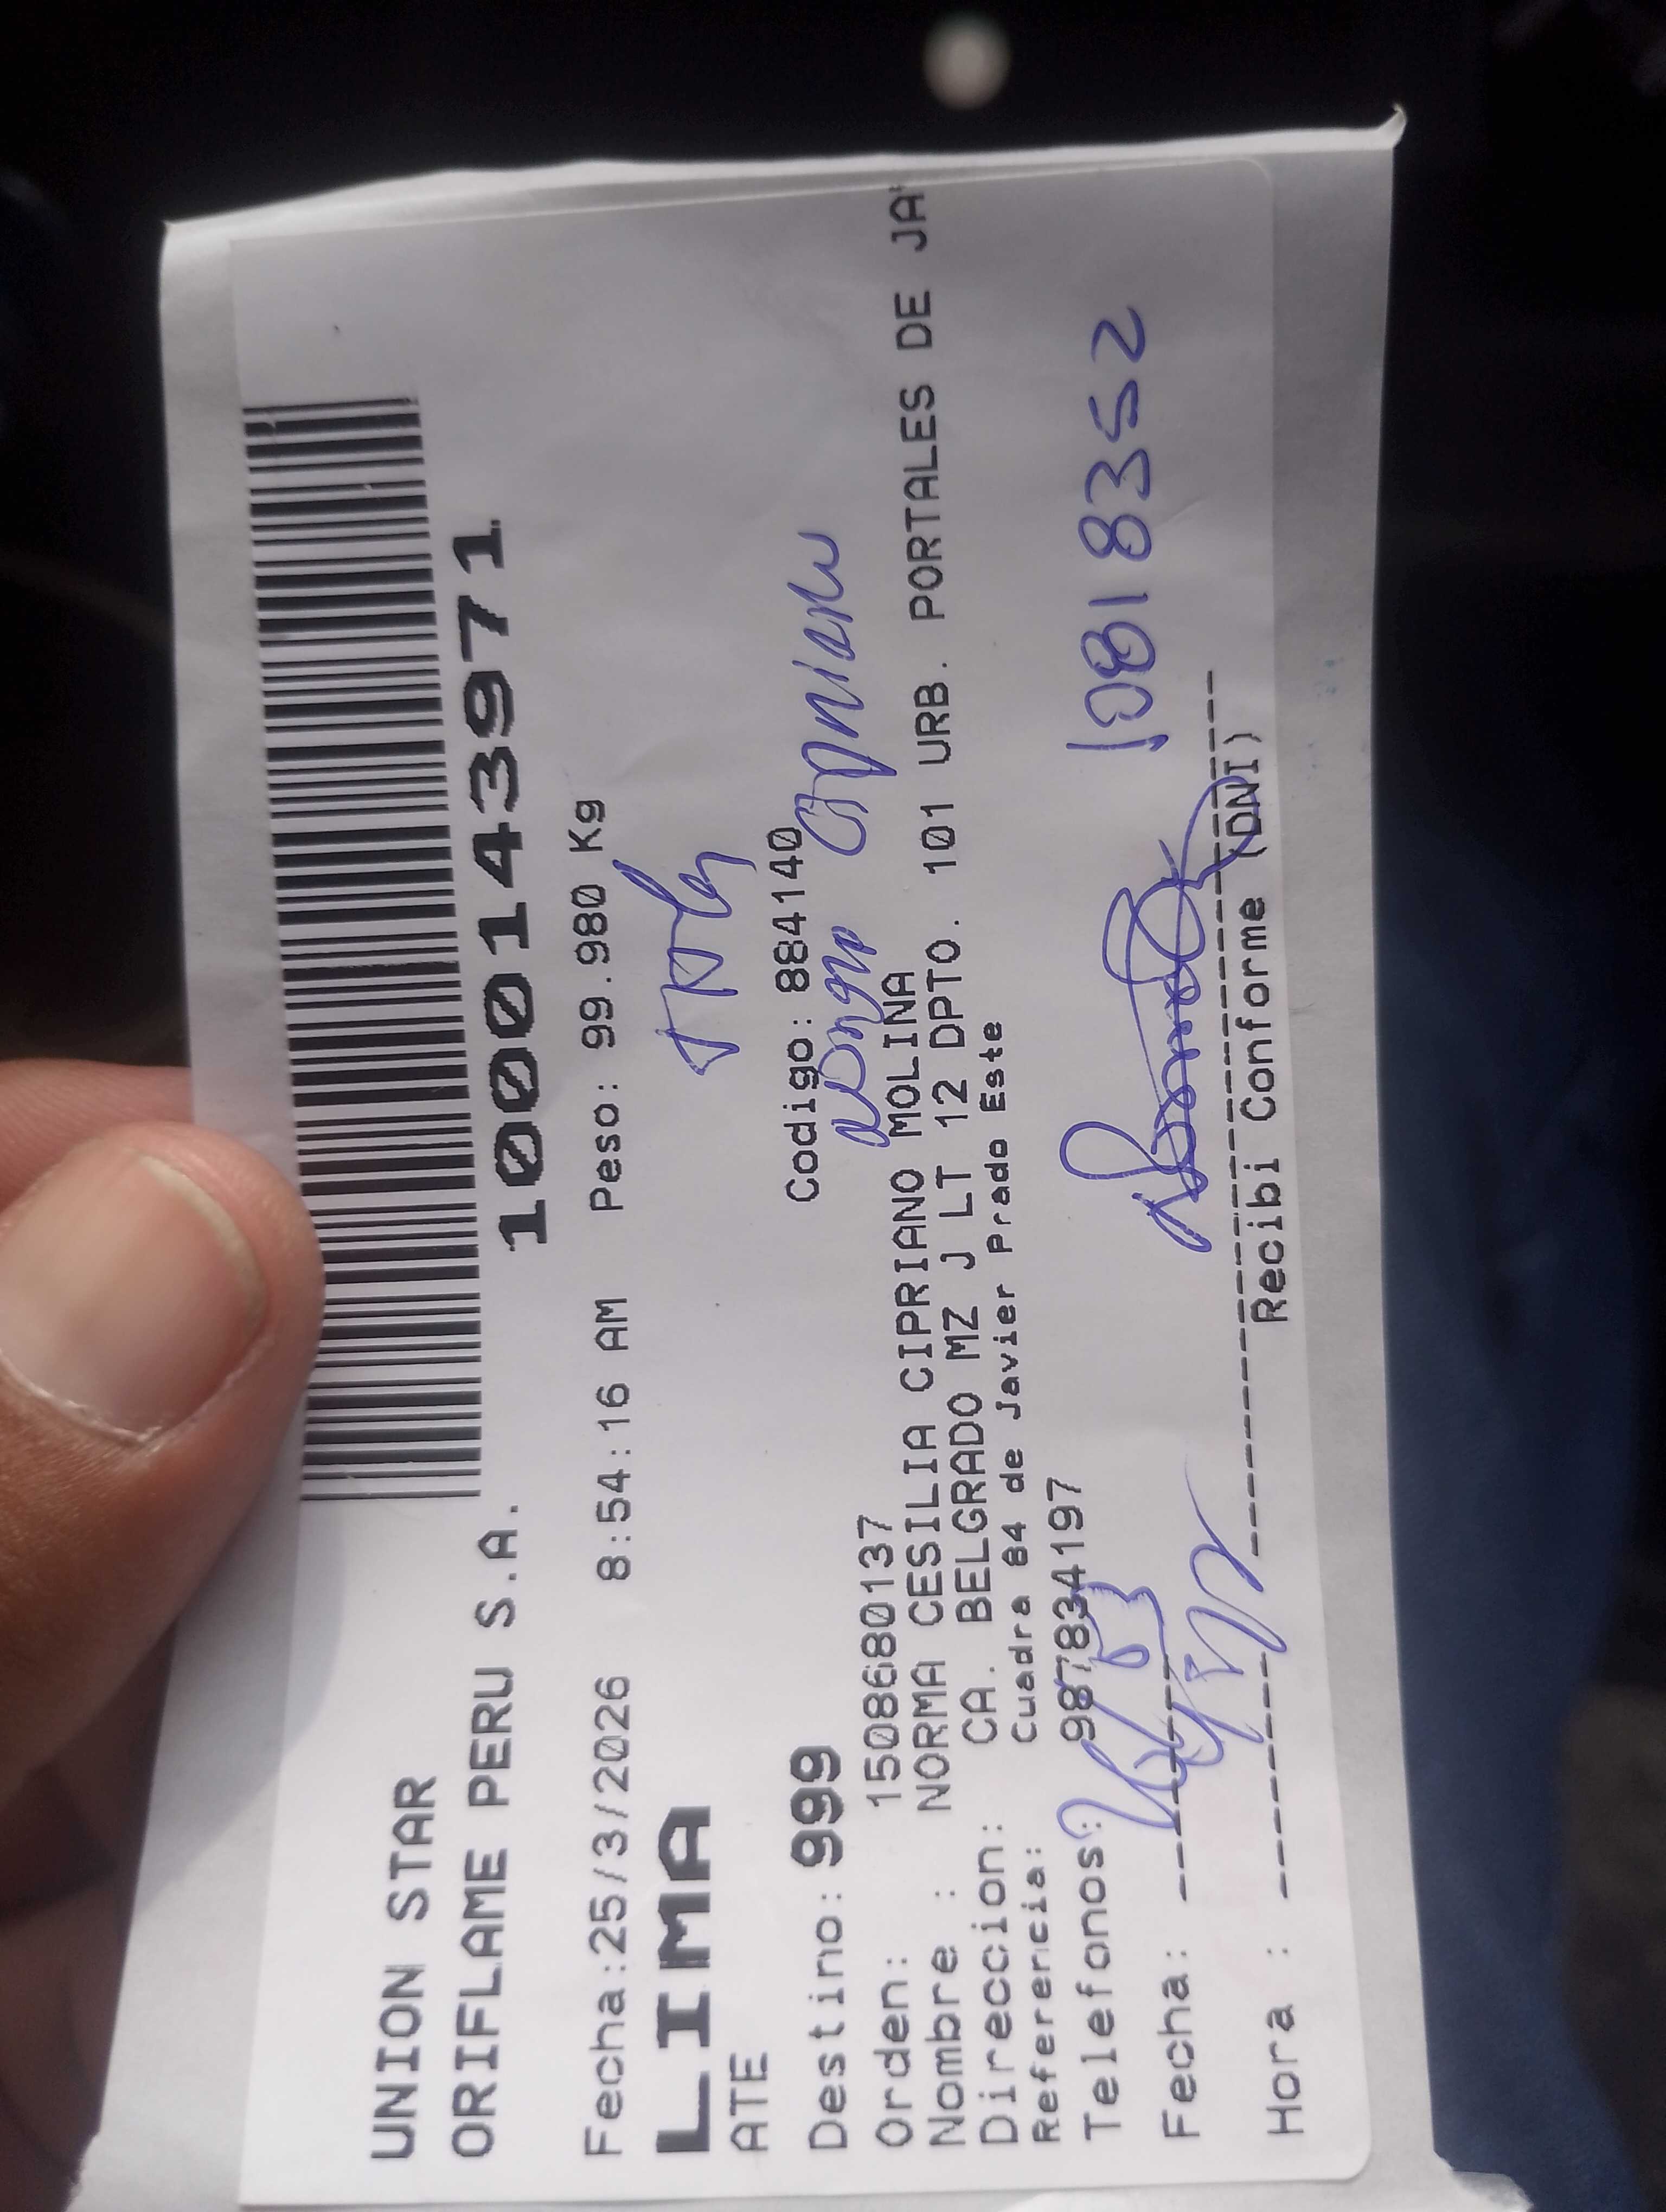 UNION STAR
ORIFLAME PERU S.A.
1000143971
Fecha:25/3/2026 8:54:16 AM Peso: 99.980 Kg
LIMA
ATE
Destino: 999 Codigo: 884140
Orden: 1508680137
Nombre : NORMA CESILIA CIPRIANO MOLINA
Direccion: CA. BELGRADO MZ J LT 12 DPTO. 101 URB. PORTALES DE JA
Referencia: Cuadra 84 de Javier Prado Este
Telefonos: 987834197
10818352
Fecha:
Recibi Conforme (DNI)
Hora :